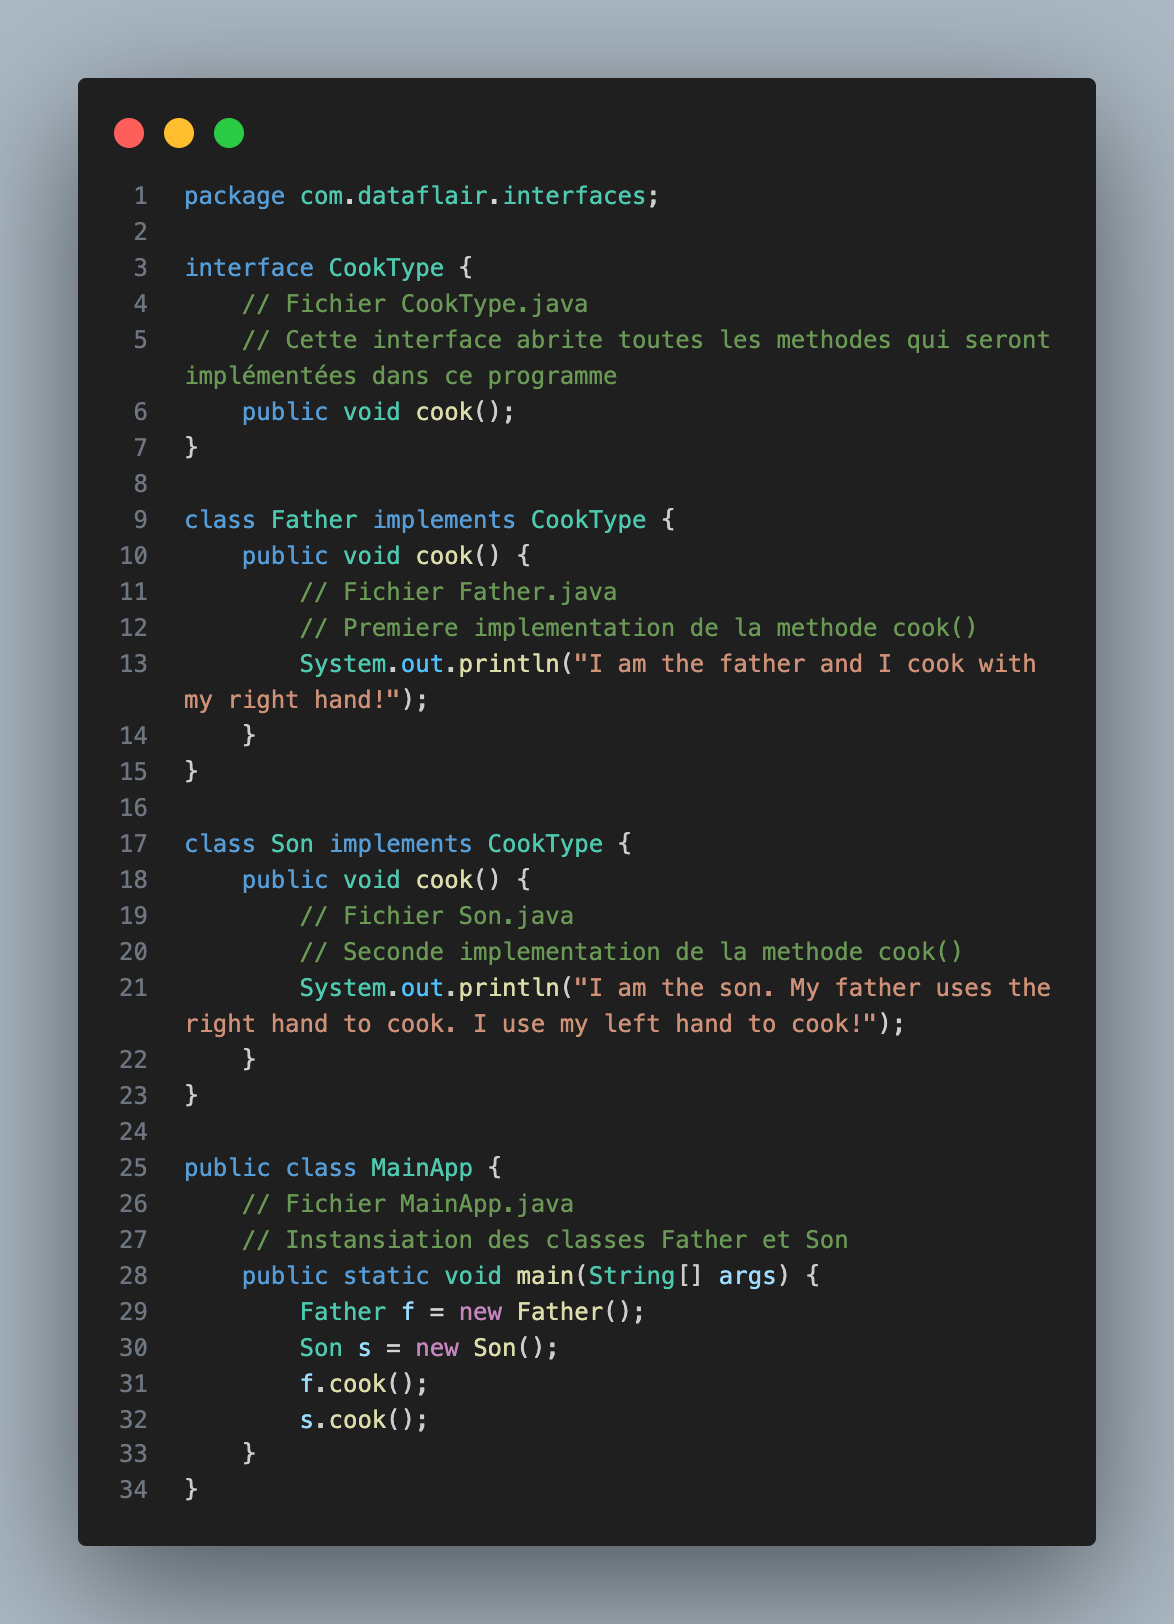 1 package com.dataflair.interfaces;
2
3 interface CookType {
4     // Fichier CookType.java
5     // Cette interface abrite toutes les methodes qui seront
implémentées dans ce programme
6     public void cook();
7 }
8
9 class Father implements CookType {
10     public void cook() {
11         // Fichier Father.java
12         // Premiere implementation de la methode cook()
13         System.out.println("I am the father and I cook with
my right hand!");
14     }
15 }
16
17 class Son implements CookType {
18     public void cook() {
19         // Fichier Son.java
20         // Seconde implementation de la methode cook()
21         System.out.println("I am the son. My father uses the
right hand to cook. I use my left hand to cook!");
22     }
23 }
24
25 public class MainApp {
26     // Fichier MainApp.java
27     // Instansiation des classes Father et Son
28     public static void main(String[] args) {
29         Father f = new Father();
30         Son s = new Son();
31         f.cook();
32         s.cook();
33     }
34 }